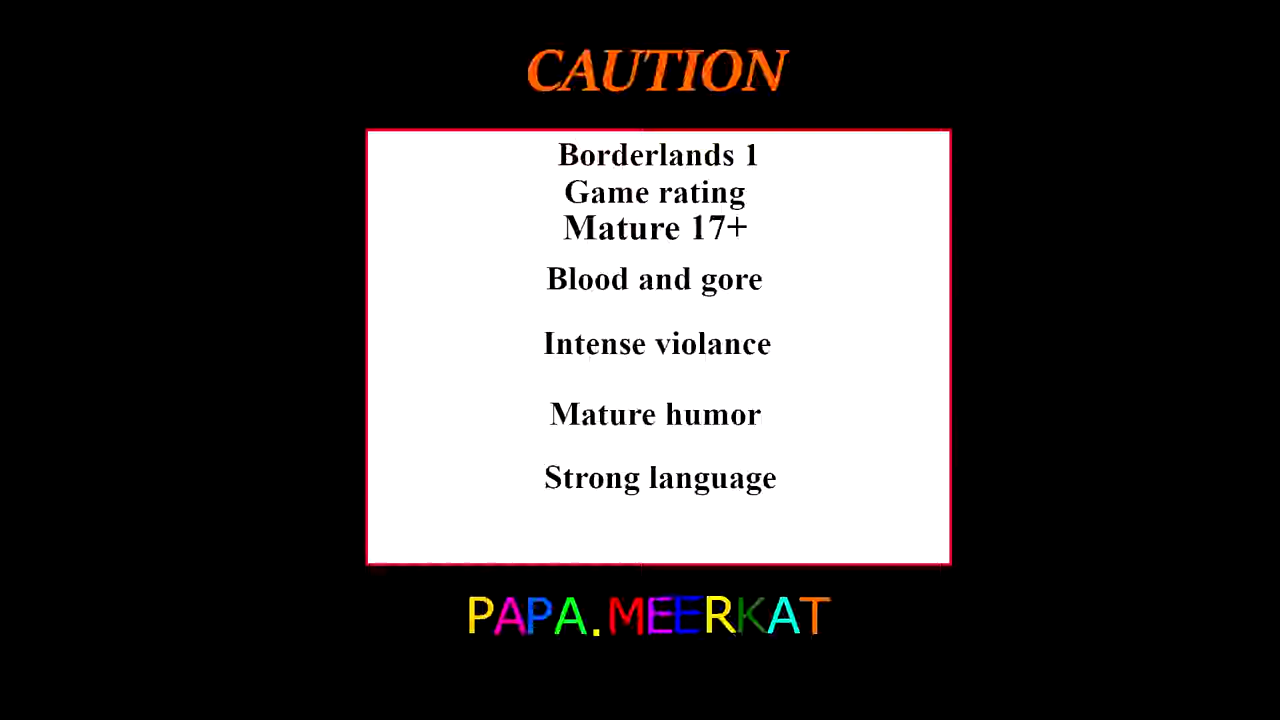 CAUTION
Borderlands 1
Game rating
Mature 17+
Blood and gore
Intense violance
Mature humor
Strong language
PAPA.MEERKAT